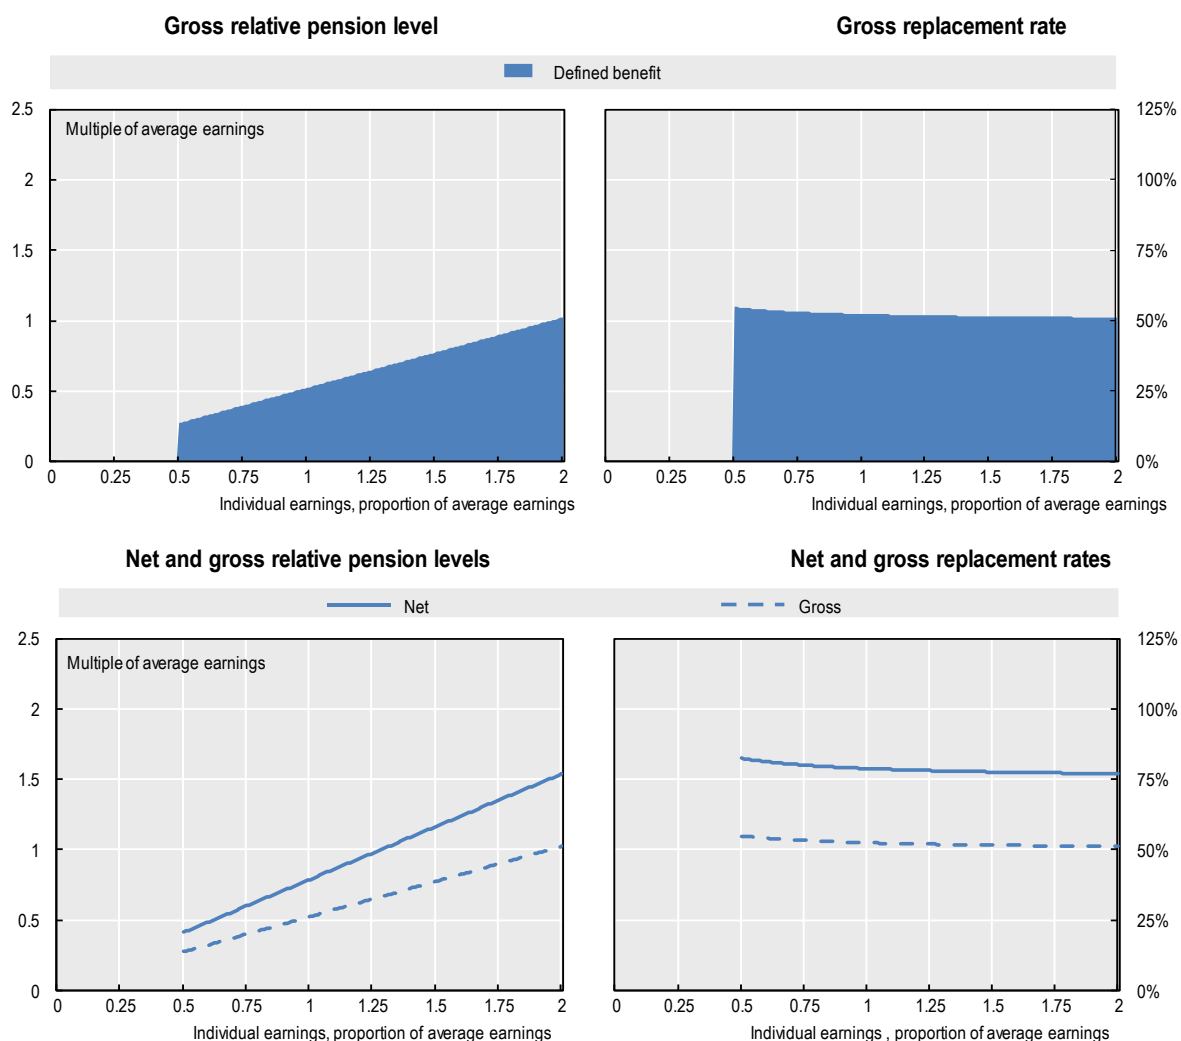 Gross relative pension level
Gross replacement rate
Defined benefit
2.5
2
1.5
1
0.5
0
Multiple of average earnings
0 0.25 0.5 0.75 1 1.25 1.5 1.75 2
Individual earnings, proportion of average earnings
125%
100%
75%
50%
25%
0%
0 0.25 0.5 0.75 1 1.25 1.5 1.75 2
Individual earnings, proportion of average earnings
Net and gross relative pension levels
Net and gross replacement rates
Net
Gross
2.5
2
1.5
1
0.5
0
Multiple of average earnings
0 0.25 0.5 0.75 1 1.25 1.5 1.75 2
Individual earnings, proportion of average earnings
125%
100%
75%
50%
25%
0%
0 0.25 0.5 0.75 1 1.25 1.5 1.75 2
Individual earnings , proportion of average earnings